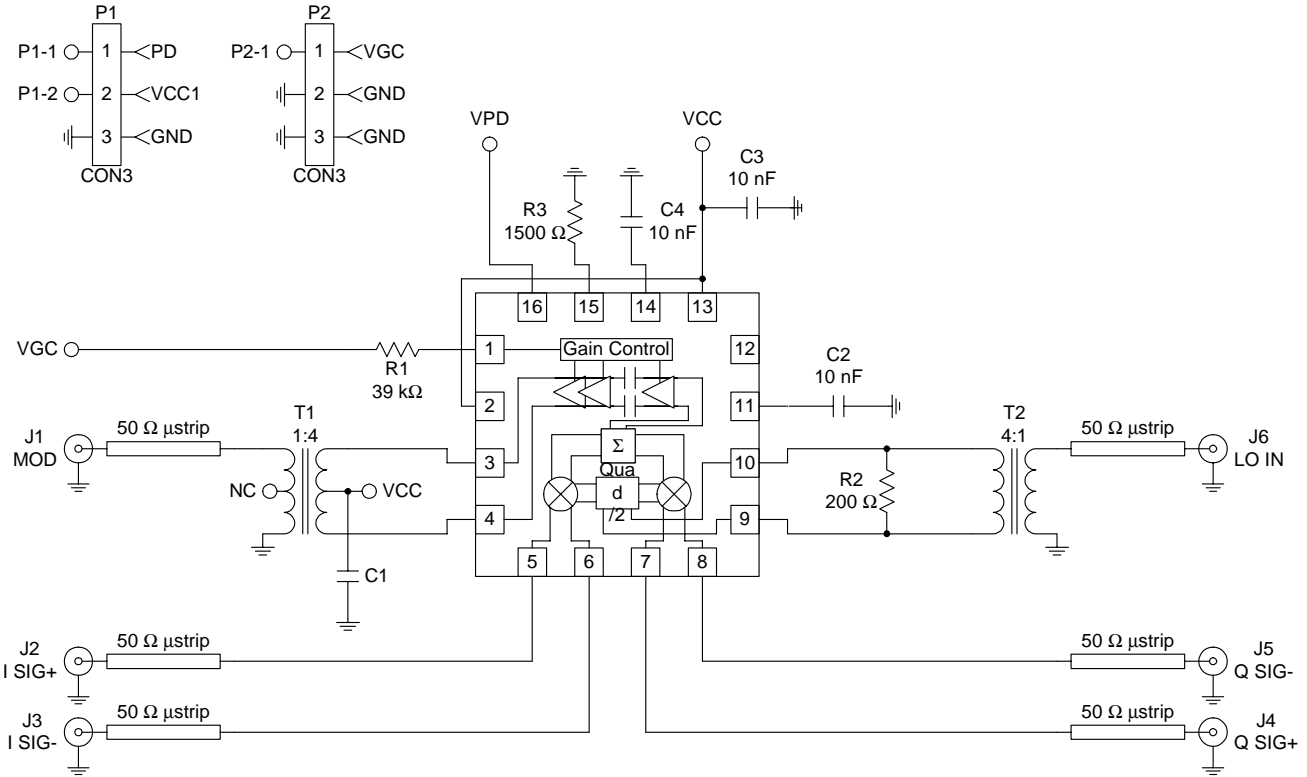 P1
P2
P1-1 1 PD
P2-1 1 VGC
P1-2 2 VCC1
2 GND
3 GND
3 GND
CON3
CON3
VPD
VCC
C3
10 nF
R3
1500 Ω
C4
10 nF
16 15 14 13
VGC
R1
39 kΩ
1
Gain Control
12
C2
10 nF
2
11
J1
MOD
50 Ω µstrip
T1
1:4
NC
VCC
C1
3
4
Σ
Qua
d
/2
10
9
R2
200 Ω
T2
4:1
50 Ω µstrip
J6
LO IN
5 6 7 8
J2
I SIG+
50 Ω µstrip
50 Ω µstrip
J5
Q SIG-
J3
I SIG-
50 Ω µstrip
50 Ω µstrip
J4
Q SIG+